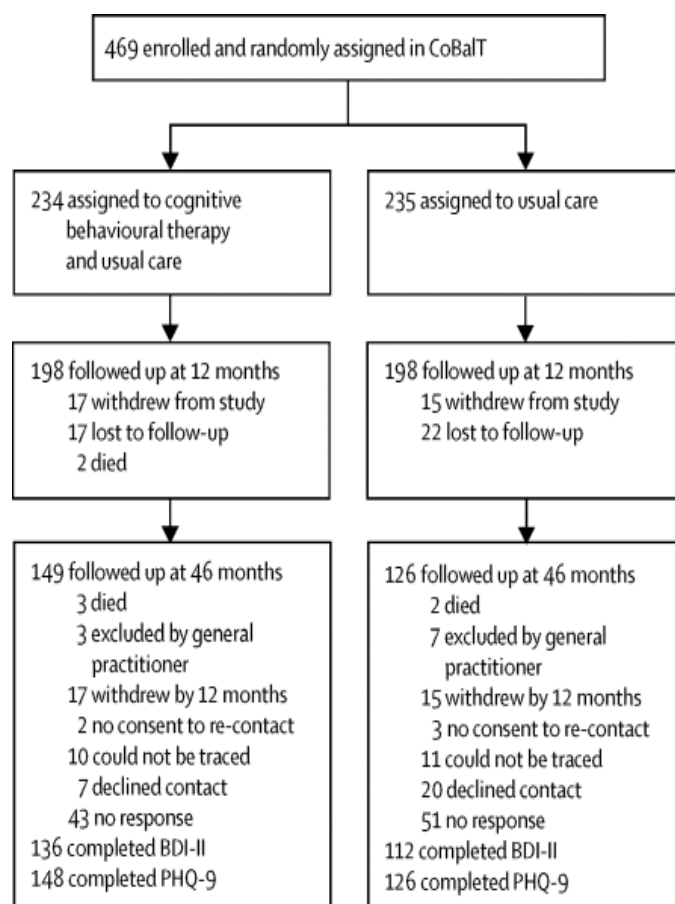 469 enrolled and randomly assigned in CoBalT
234 assigned to cognitive
behavioural therapy
and usual care
235 assigned to usual care
198 followed up at 12 months
17 withdrew from study
17 lost to follow-up
2 died
198 followed up at 12 months
15 withdrew from study
22 lost to follow-up
149 followed up at 46 months
3 died
3 excluded by general
practitioner
17 withdrew by 12 months
2 no consent to re-contact
10 could not be traced
7 declined contact
43 no response
136 completed BDI-II
148 completed PHQ-9
126 followed up at 46 months
2 died
7 excluded by general
practitioner
15 withdrew by 12 months
3 no consent to re-contact
11 could not be traced
20 declined contact
51 no response
112 completed BDI-II
126 completed PHQ-9